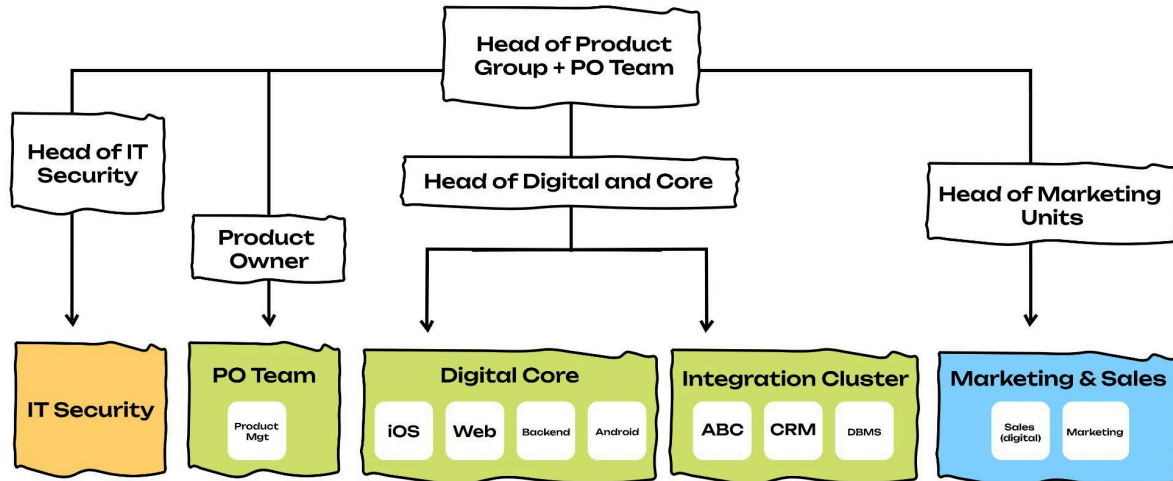 Head of Product
Group + PO Team
Head of IT
Security
Head of Digital and Core
Head of Marketing
Units
Product
Owner
IT Security
PO Team
Product
Mgt
Digital Core
iOS
Web
Backend
Android
Integration Cluster
ABC
CRM
DBMS
Marketing & Sales
Sales
(digital)
Marketing